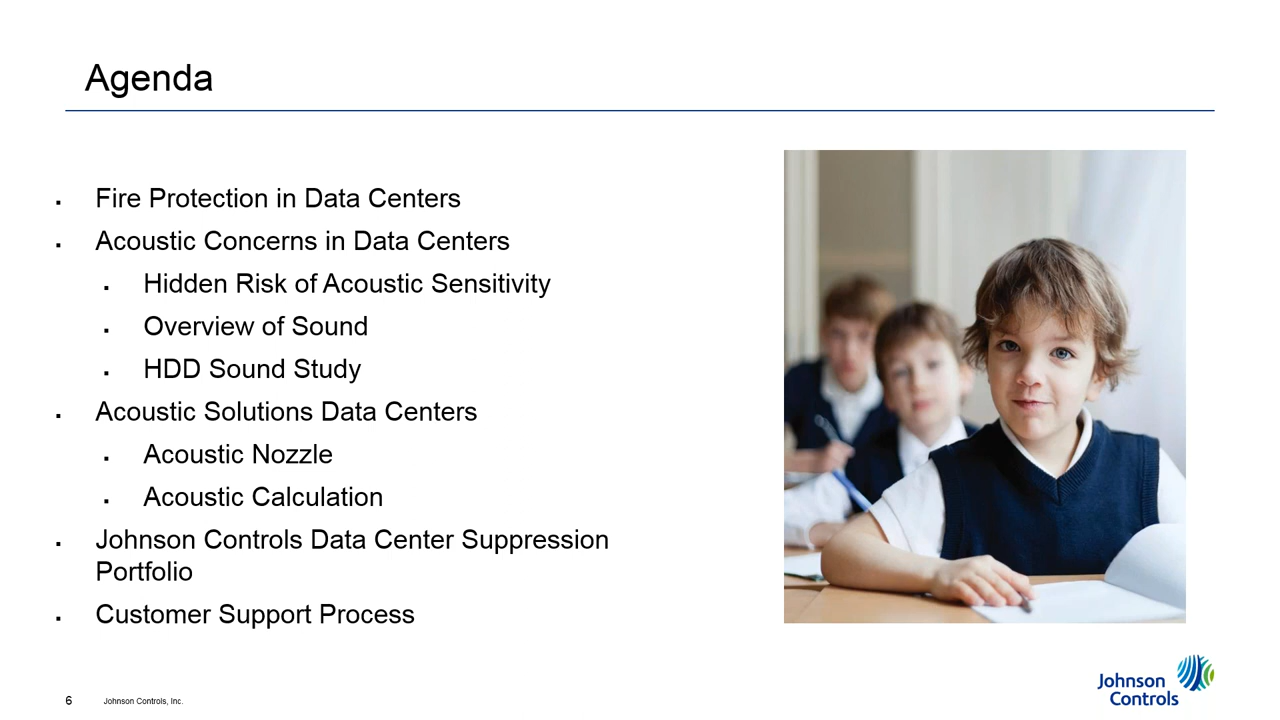 Agenda
Fire Protection in Data Centers
Acoustic Concerns in Data Centers
Hidden Risk of Acoustic Sensitivity
Overview of Sound
HDD Sound Study
Acoustic Solutions Data Centers
Acoustic Nozzle
Acoustic Calculation
Johnson Controls Data Center Suppression
Portfolio
Customer Support Process
6 Johnson Controls, Inc.
Johnson
Controls